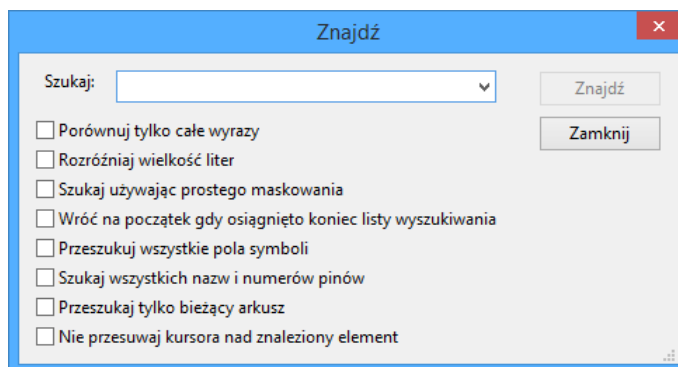 Znajdź
Szukaj:
Znajdź
Porównuj tylko całe wyrazy
Zamknij
Rozróżniaj wielkość liter
Szukaj używając prostego maskowania
Wróć na początek gdy osiągnięto koniec listy wyszukiwania
Przeszukuj wszystkie pola symboli
Szukaj wszystkich nazw i numerów pinów
Przeszukaj tylko bieżący arkusz
Nie przesuwaj kursora nad znaleziony element